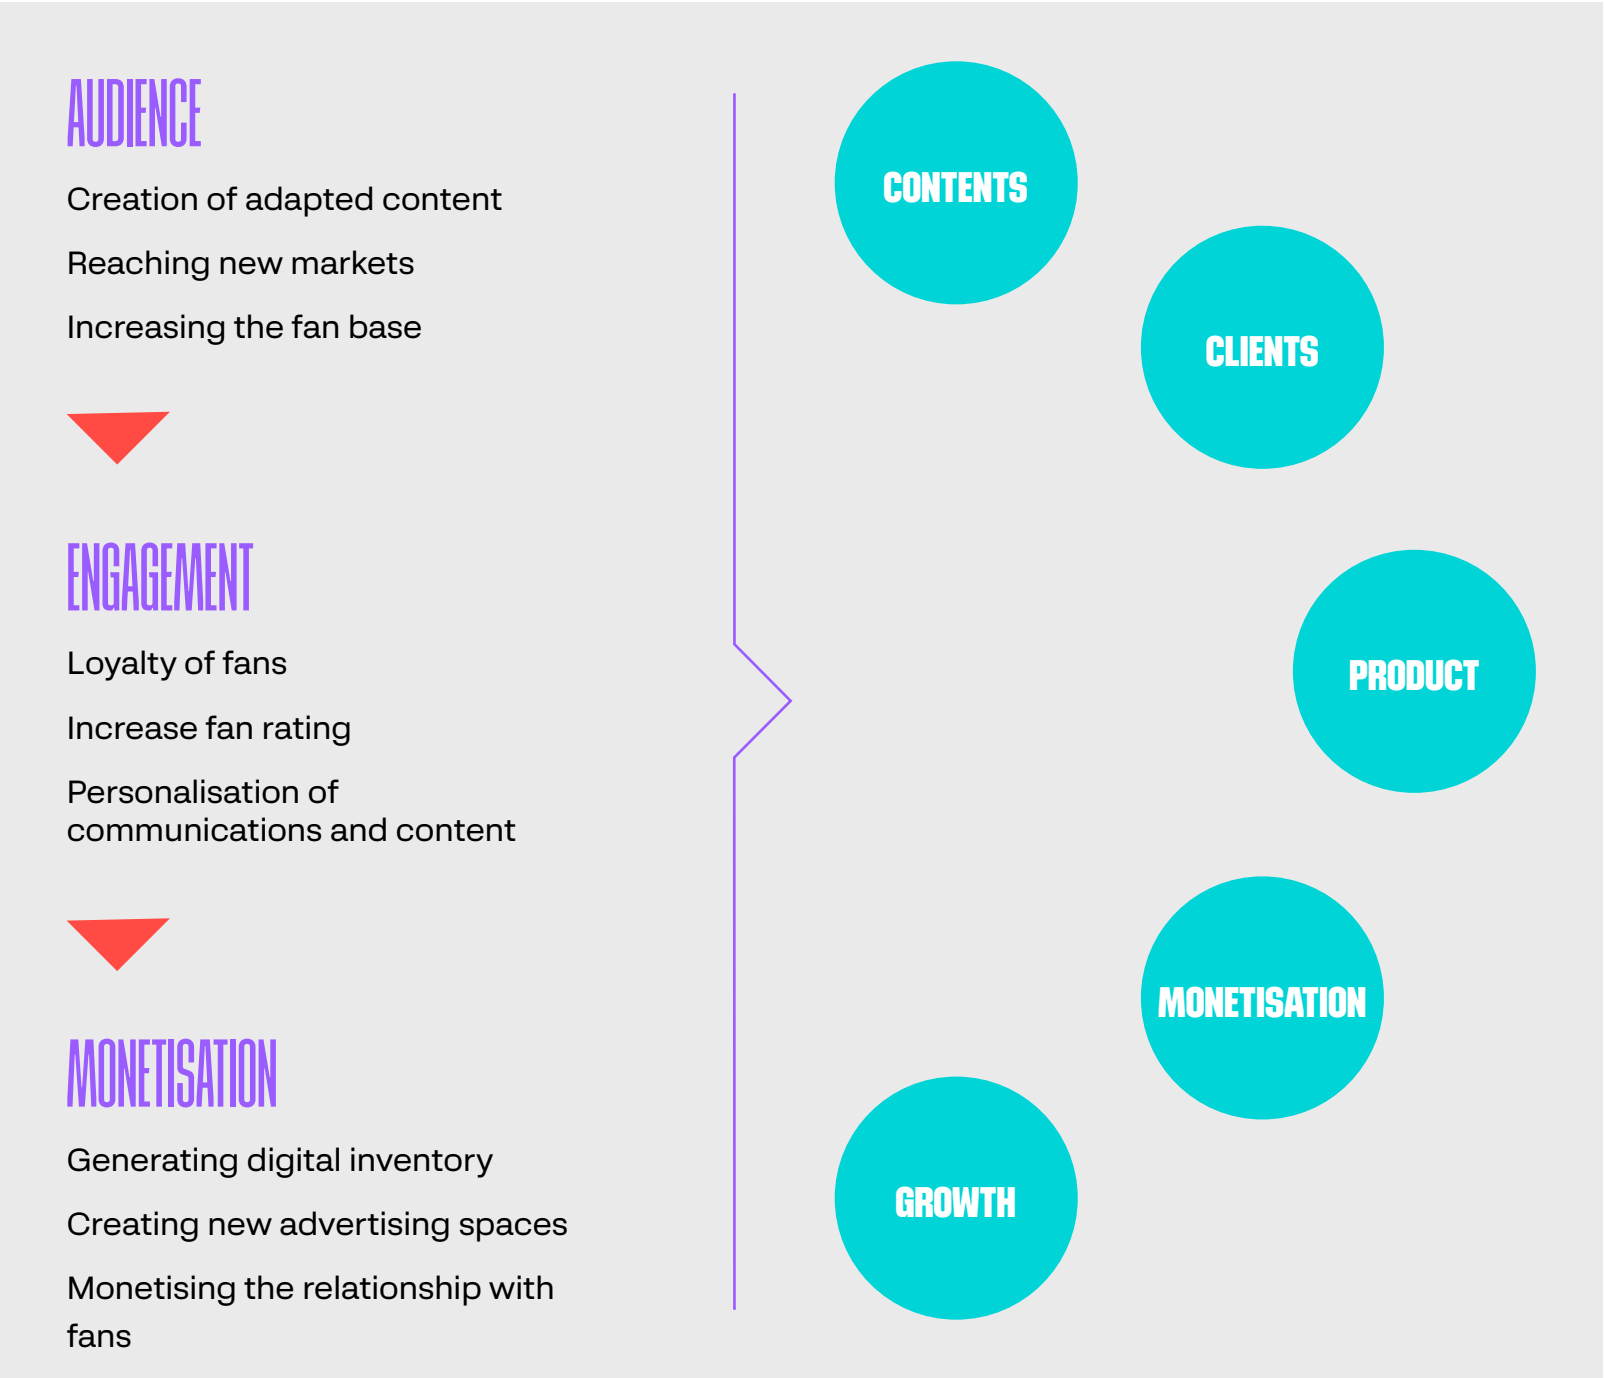 AUDIENCE
Creation of adapted content
Reaching new markets
Increasing the fan base
ENGAGEMENT
Loyalty of fans
Increase fan rating
Personalisation of
communications and content
MONETISATION
Generating digital inventory
Creating new advertising spaces
Monetising the relationship with
fans
CONTENTS
CLIENTS
PRODUCT
MONETISATION
GROWTH